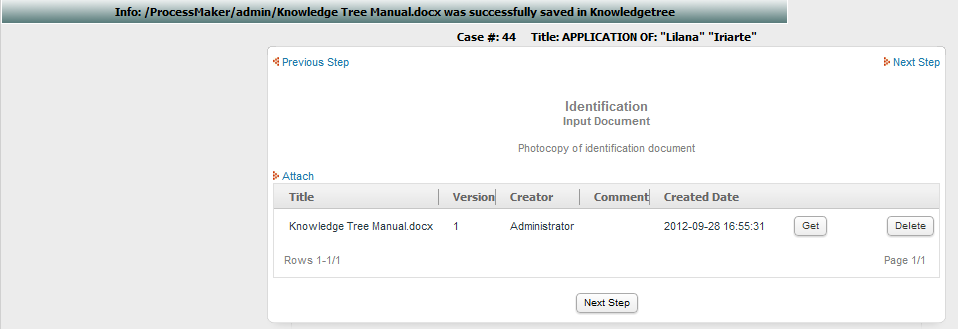 Info: /ProcessMaker/admin/Knowledge Tree Manual.docx was successfully saved in Knowledgetree
Case #: 44 Title: APPLICATION OF: "Lilana" "Iriarte"
Previous Step Next Step
Identification
Input Document
Photocopy of identification document
Attach
Title Version Creator Comment Created Date
Knowledge Tree Manual.docx 1 Administrator 2012-09-28 16:55:31 Get Delete
Rows 1-1/1 Page 1/1
Next Step